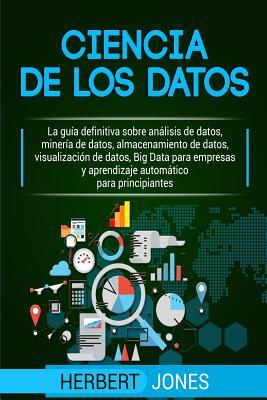 CIENCIA
DE LOS DATOS
La guía definitiva sobre análisis de datos,
minería de datos, almacenamiento de datos,
visualización de datos, Big Data para empresas
y aprendizaje automático
para principiantes
HERBERT JONES